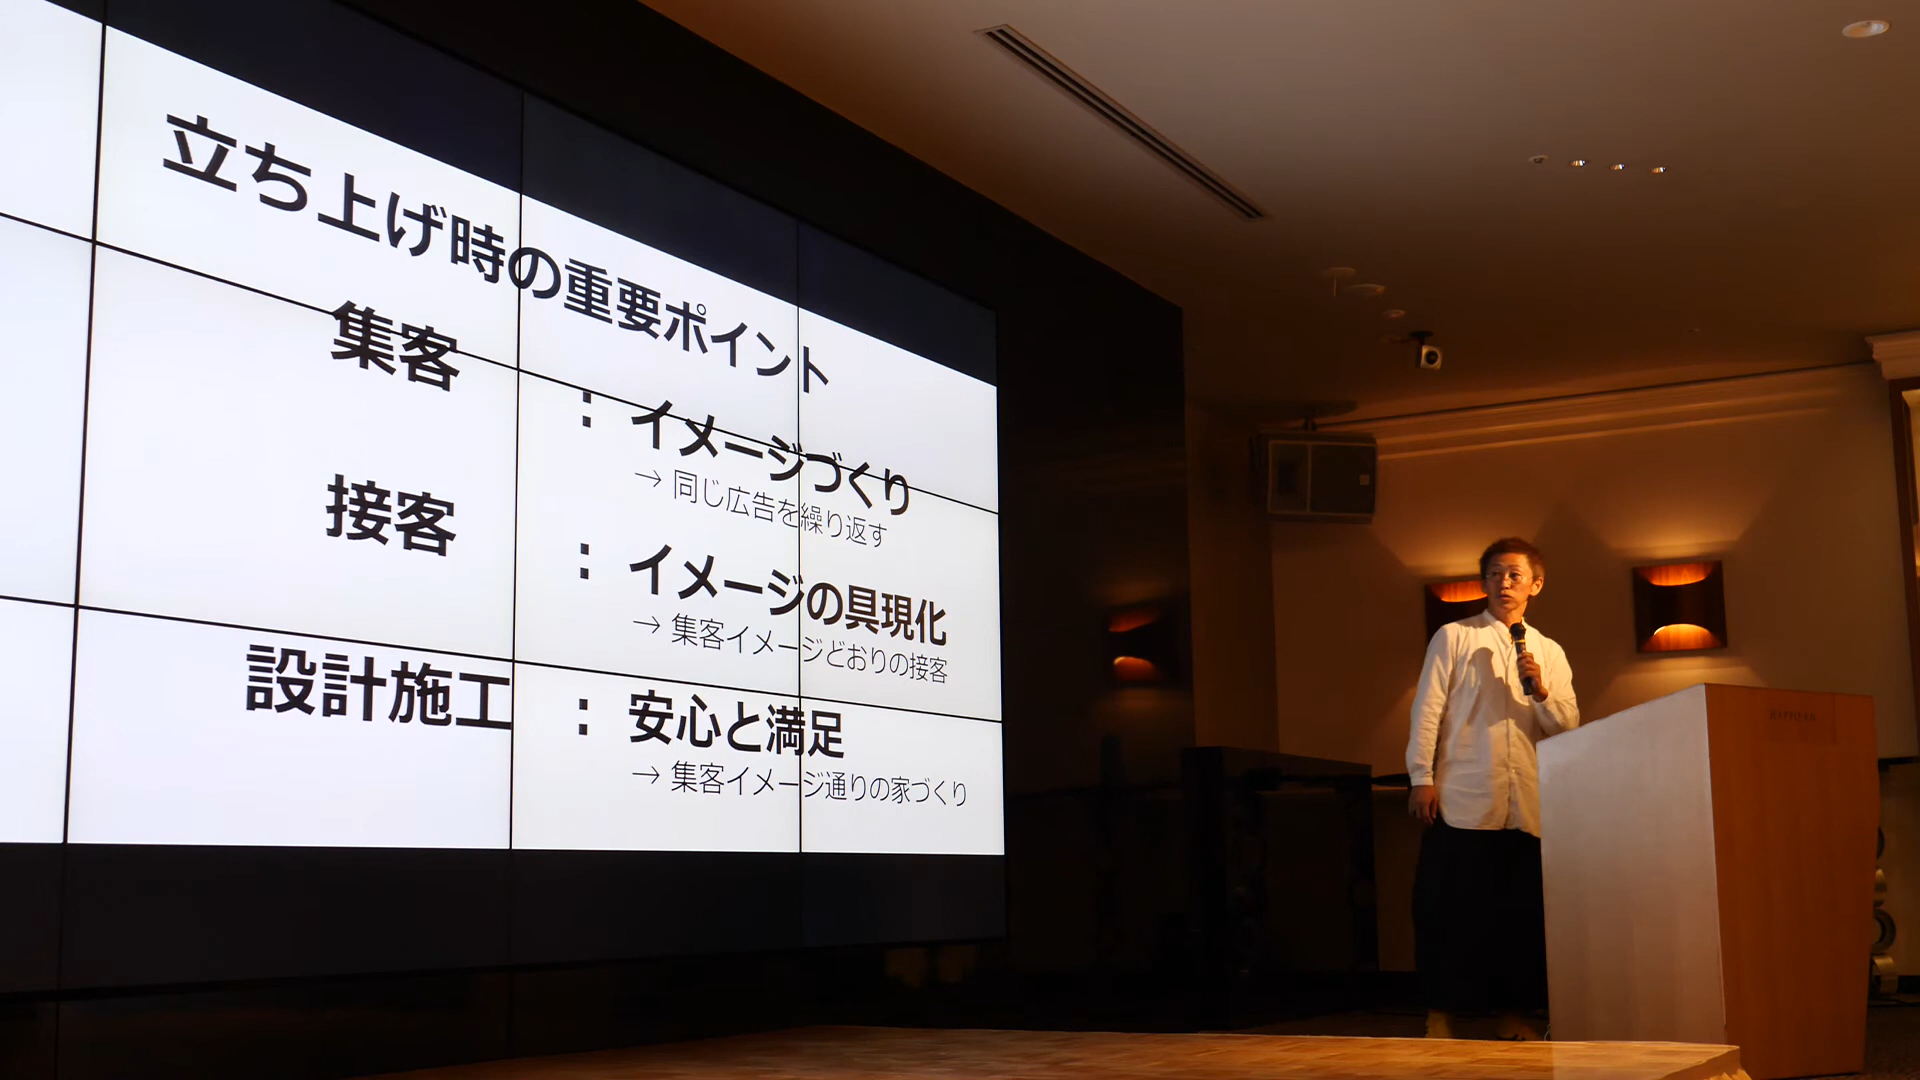 立ち上げ時の重要ポイント
集客 : イメージづくり
→ 同じ広告を繰り返す
接客 : イメージの具現化
→ 集客イメージどおりの接客
設計施工 : 安心と満足
→ 集客イメージ通りの家づくり